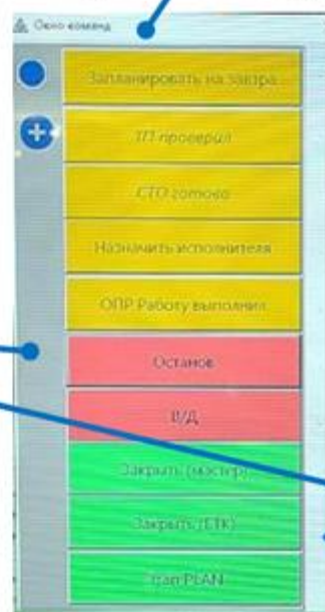 Окно команд
Запланировать на завтра
ТП проверил
СТО готово
Назначить исполнителя
ОПР Работу выполнил
Останов
В/Д
Закрыть (мастер)
Закрыть (ЕТК)
PLAN